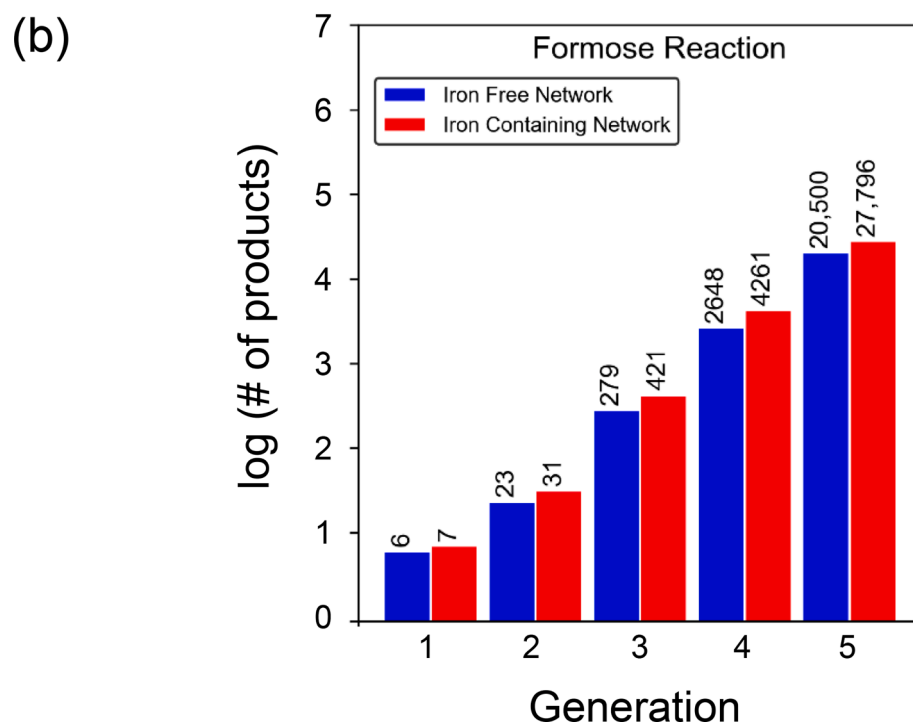 (b)
Formose Reaction
Iron Free Network
Iron Containing Network
log (# of products)
7
6
5
4
3
2
1
0
6
7
23
31
279
421
2648
4261
20,500
27,796
1 2 3 4 5
Generation